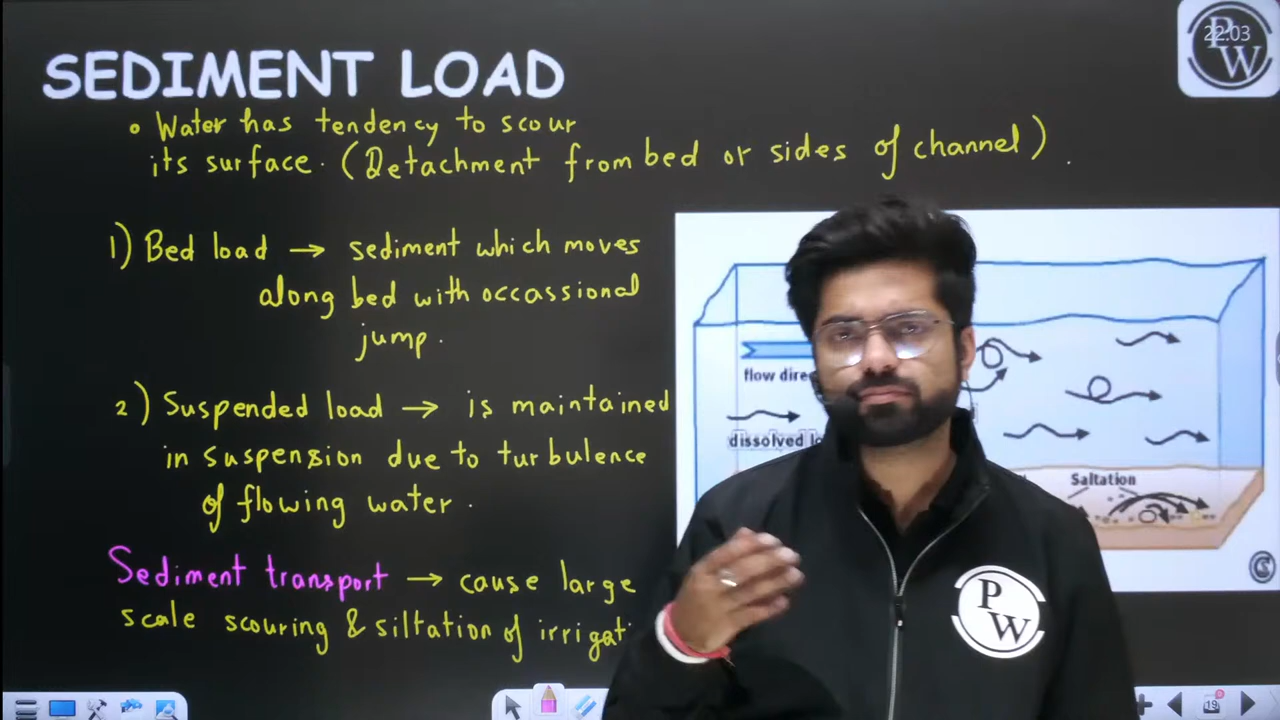 22:03
P
W
SEDIMENT LOAD
• Water has tendency to scour
its surface. (Detachment from bed or sides of channel).
1) Bed load → sediment which moves
along bed with occassional
jump.
2) Suspended load → is maintained
in suspension due to turbulence
of flowing water.
Sediment transport → cause large
scale scouring & siltation of
flow
dissolved
Saltation
P
W
19